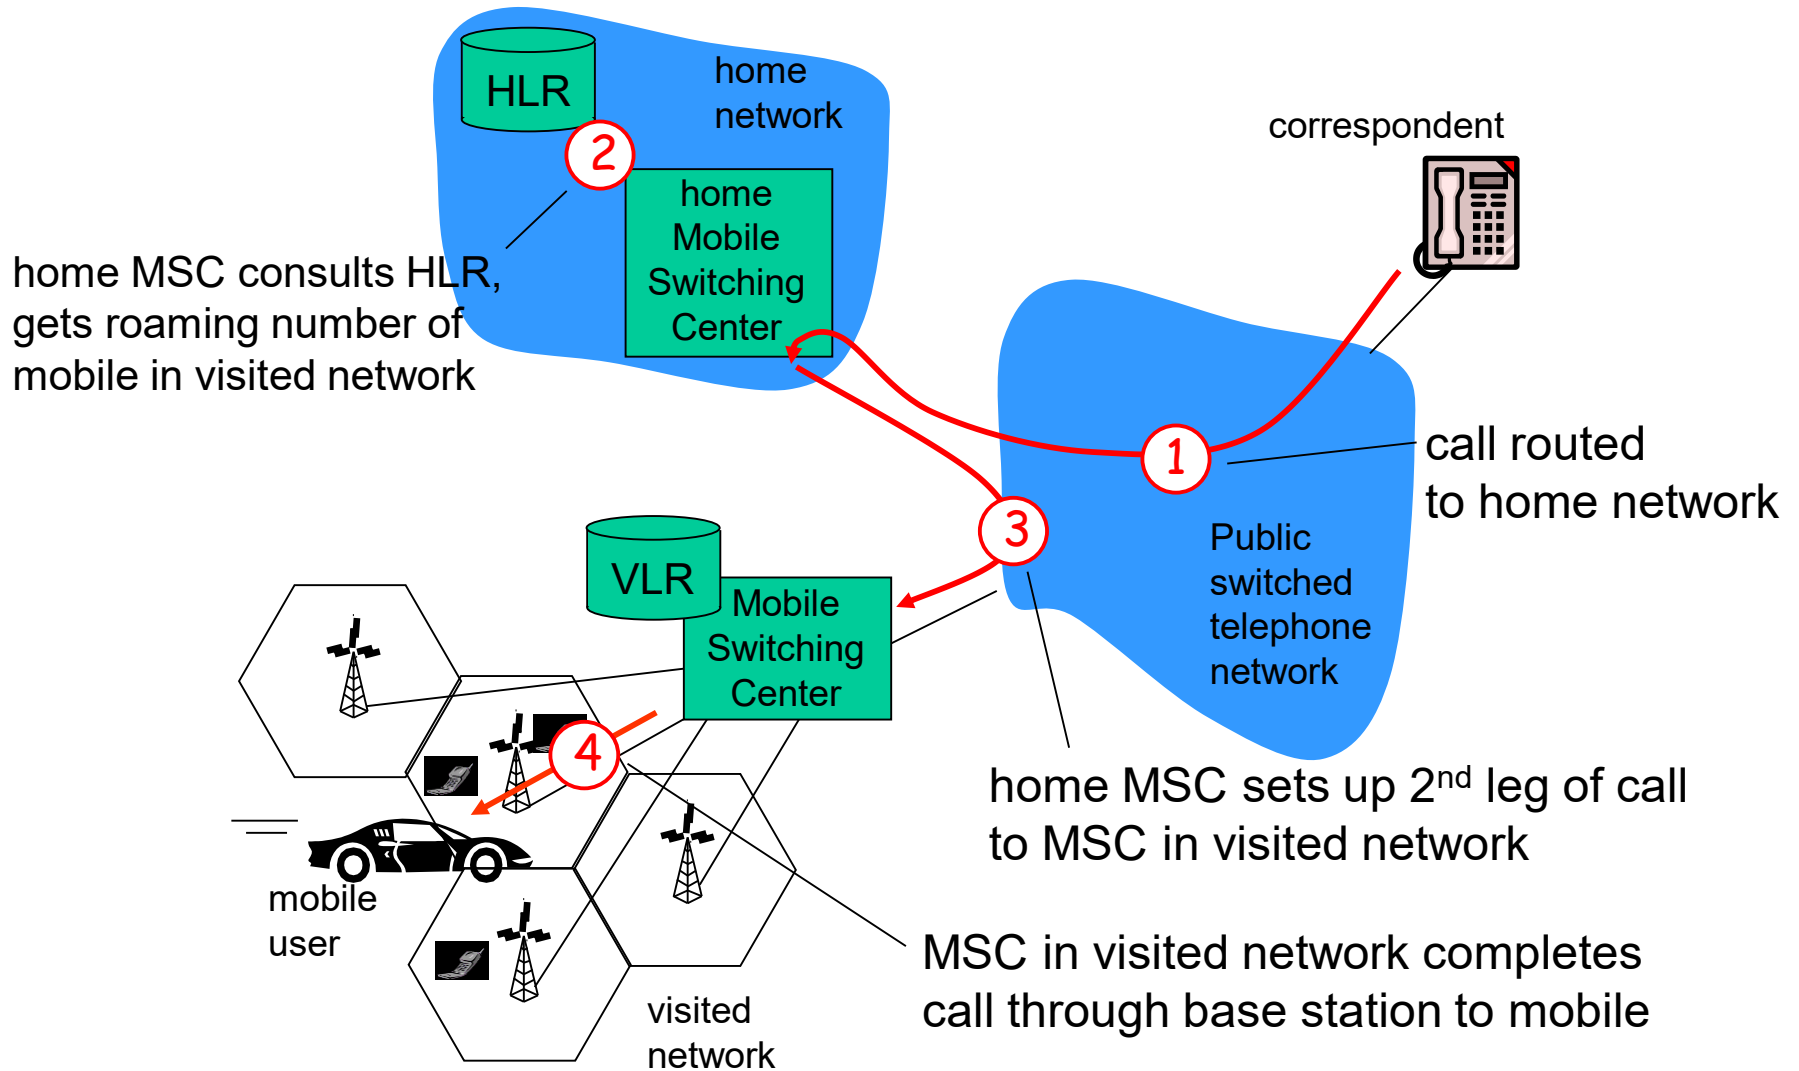 HLR
home
network
correspondent
2
home
Mobile
Switching
Center
home MSC consults HLR,
gets roaming number of
mobile in visited network
1
call routed
to home network
3
Public
switched
telephone
network
VLR
Mobile
Switching
Center
4
home MSC sets up 2nd leg of call
to MSC in visited network
mobile
user
MSC in visited network completes
call through base station to mobile
visited
network